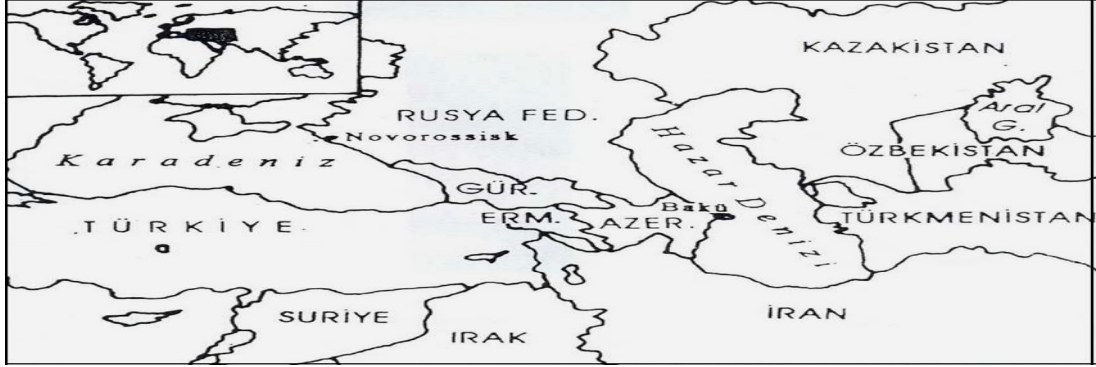 KAZAKİSTAN
Aral
G.
RUSYA FED.
Novorossisk
Karadeniz
Hazar Denizi
ÖZBEKİSTAN
GÜR.
ERM.
Bakü
AZER.
TÜRKMENİSTAN
TÜRKİYE
SURİYE
IRAK
İRAN